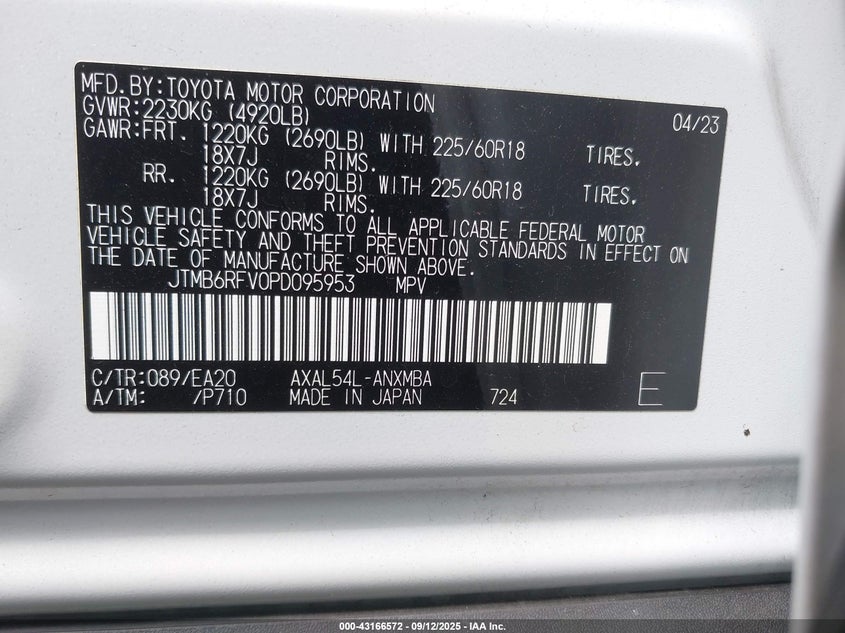 MFD.BY:TOYOTA MOTOR CORPORATION 04/23
GVWR:2230KG (4920LB)
GAWR:FRT. 1220KG (2690LB) WITH 225/60R18 TIRES.
18X7J RIMS.
RR. 1220KG (2690LB) WITH 225/60R18 TIRES.
18X7J RIMS.
THIS VEHICLE CONFORMS TO ALL APPLICABLE FEDERAL MOTOR
VEHICLE SAFETY AND THEFT PREVENTION STANDARDS IN EFFECT ON
THE DATE OF MANUFACTURE SHOWN ABOVE.
JTMB6RFV0PD095953 MPV
C/TR:089/EA20 AXAL54L-ANXMBA
A/TM: /P710 MADE IN JAPAN 724 E
000-43166572 - 09/12/2025 - IAA Inc.